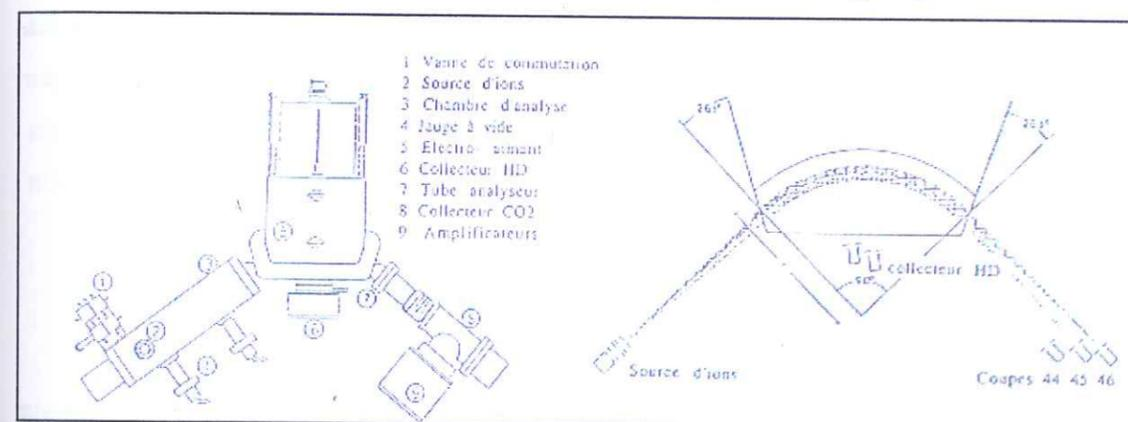 1 Vanne de commutation
2 Source d'ions
3 Chambre d'analyse
4 Jauge à vide
5 Electro-aimant
6 Collecteur HD
7 Tube analyseur
8 Collecteur CO2
9 Amplificateurs
collecteur HD
Source d'ions
Coupes 44 45 46